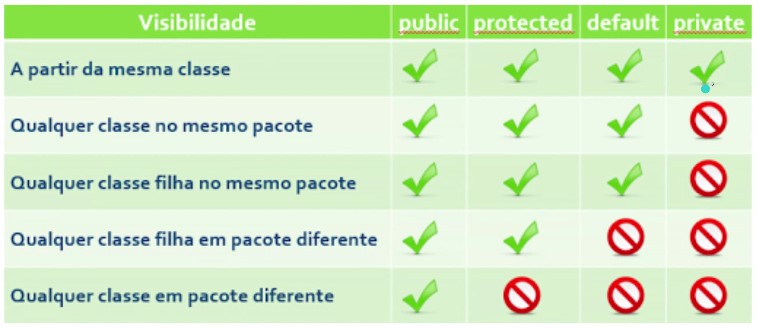 Visibilidade public protected default private
A partir da mesma classe
Qualquer classe no mesmo pacote
Qualquer classe filha no mesmo pacote
Qualquer classe filha em pacote diferente
Qualquer classe em pacote diferente